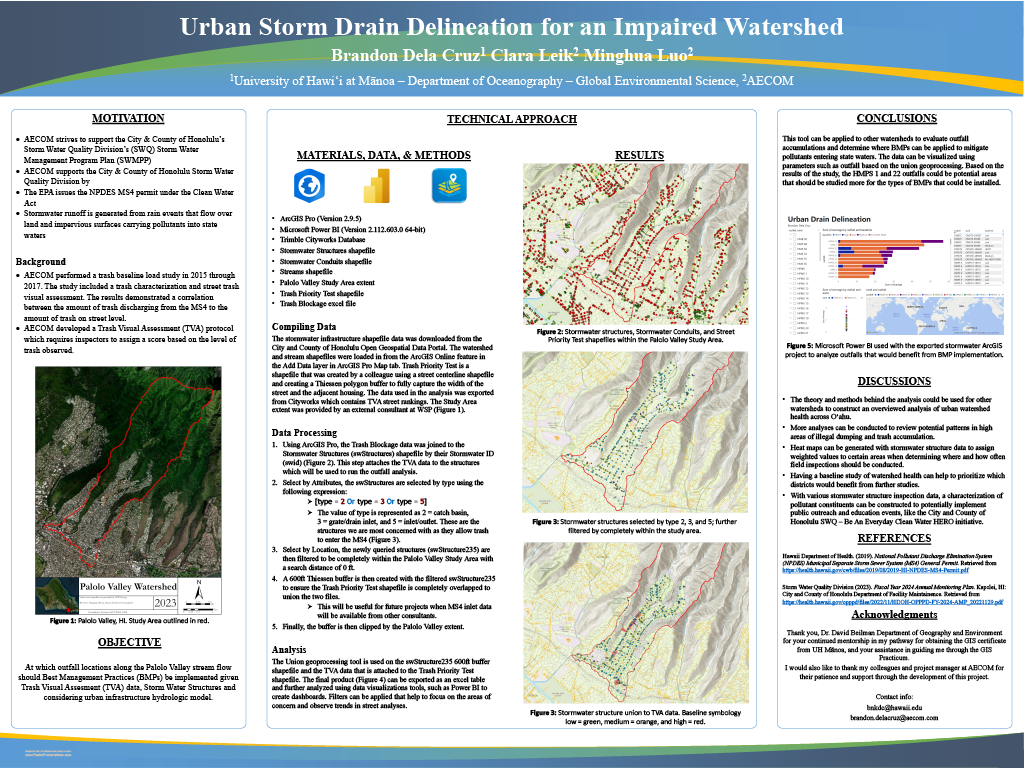 Urban Storm Drain Delineation for an Impaired Watershed
Brandon Dela Cruz1 Clara Leik2 Minghua Luo2
1University of Hawai‘i at Mānoa – Department of Oceanography – Global Environmental Science, 2AECOM
MOTIVATION
• AECOM strives to support the City & County of Honolulu’s
Storm Water Quality Division’s (SWQ) Storm Water
Management Program Plan (SWMPP)
• AECOM supports the City & County of Honolulu Storm Water
Quality Division by
• The EPA issues the NPDES MS4 permit under the Clean Water
Act
• Stormwater runoff is generated from rain events that flow over
land and impervious surfaces carrying pollutants into state
waters
Background
• AECOM performed a trash baseline load study in 2015 through
2017. The study included a trash characterization and street trash
visual assessment. The results demonstrated a correlation
between the amount of trash discharging from the MS4 to the
amount of trash on street level.
• AECOM developed a Trash Visual Assessment (TVA) protocol
which requires inspectors to assign a score based on the level of
trash observed.
Palolo Valley Watershed
2023
N
Figure 1: Palolo Valley, HI. Study Area outlined in red.
OBJECTIVE
At which outfall locations along the Palolo Valley stream flow
should Best Management Practices (BMPs) be implemented given
Trash Visual Assesment (TVA) data, Storm Water Structures and
considering urban infrastructure hydrologic model.
TECHNICAL APPROACH
MATERIALS, DATA, & METHODS
• ArcGIS Pro (Version 2.9.5)
• Microsoft Power BI (Version 2.112.603.0 64-bit)
• Trimble Cityworks Database
• Stormwater Structures shapefile
• Stormwater Conduits shapefile
• Streams shapefile
• Palolo Valley Study Area extent
• Trash Priority Test shapefile
• Trash Blockage excel file
Compiling Data
The stormwater infrastructure shapefile data was downloaded from the
City and County of Honolulu Open Geospatial Data Portal. The watershed
and stream shapefiles were loaded in from the ArcGIS Online feature in
the Add Data layer in ArcGIS Pro Map tab. Trash Priority Test is a
shapefile that was created by a colleague using a street centerline shapefile
and creating a Thiessen polygon buffer to fully capture the width of the
street and the adjacent housing. The data used in the analysis was exported
from Cityworks which contains TVA street rankings. The Study Area
extent was provided by an external consultant at WSP (Figure 1).
Data Processing
1. Using ArcGIS Pro, the Trash Blockage data was joined to the
Stormwater Structures (swStructures) shapefile by their Stormwater ID
(swid) (Figure 2). This step attaches the TVA data to the structures
which will be used to run the outfall analysis.
2. Select by Attributes, the swStructures are selected by type using the
following expression:
➢ [type = 2 Or type = 3 Or type = 5]
➢ The value of type is represented as 2 = catch basin,
3 = grate/drain inlet, and 5 = inlet/outlet. These are the
structures we are most concerned with as they allow trash
to enter the MS4 (Figure 3).
3. Select by Location, the newly queried structures (swStructure235) are
then filtered to be completely within the Palolo Valley Study Area with
a search distance of 0 ft.
4. A 600ft Thiessen buffer is then created with the filtered swStructure235
to ensure the Trash Priority Test shapefile is completely overlapped to
union the two files.
➢ This will be useful for future projects when MS4 inlet data
will be available from other consultants.
5. Finally, the buffer is then clipped by the Palolo Valley extent.
Analysis
The Union geoprocessing tool is used on the swStructure235 600ft buffer
shapefile and the TVA data that is attached to the Trash Priority Test
shapefile. The final product (Figure 4) can be exported as an excel table
and further analyzed using data visualizations tools, such as Power BI to
create dashboards. Filters can be applied that help to focus on the areas of
concern and observe trends in street analyses.
RESULTS
Figure 2: Stormwater structures, Stormwater Conduits, and Street
Priority Test shapefiles within the Palolo Valley Study Area.
Figure 3: Stormwater structures selected by type 2, 3, and 5; further
filtered by completely within the study area.
Figure 3: Stormwater structure union to TVA data. Baseline symbology
low = green, medium = orange, and high = red.
CONCLUSIONS
This tool can be applied to other watersheds to evaluate outfall
accumulations and determine where BMPs can be applied to mitigate
pollutants entering state waters. The data can be visualized using
parameters such as outfall based on the union geoprocessing. Based on the
results of the study, the HMPS 1 and 22 outfalls could be potential areas
that should be studied more for the types of BMPs that could be installed.
Urban Drain Delineation
Figure 5: Microsoft Power BI used with the exported stormwater ArcGIS
project to analyze outfalls that would benefit from BMP implementation.
DISCUSSIONS
• The theory and methods behind the analysis could be used for other
watersheds to construct an overviewed analysis of urban watershed
health across O‘ahu.
• More analyses can be conducted to review potential patterns in high
areas of illegal dumping and trash accumulation.
• Heat maps can be generated with stormwater structure data to assign
weighted values to certain areas when determining where and how often
field inspections should be conducted.
• Having a baseline study of watershed health can help to prioritize which
districts would benefit from further studies.
• With various stormwater structure inspection data, a characterization of
pollutant constituents can be constructed to potentially implement
public outreach and education events, like the City and County of
Honolulu SWQ – Be An Everyday Clean Water HERO initiative.
REFERENCES
Hawaii Department of Health. (2019). National Pollutant Discharge Elimination System
(NPDES) Municipal Separate Storm Sewer System (MS4) General Permit. Retrieved from
https://health.hawaii.gov/cwb/files/2019/08/2019-HI-NPDES-MS4-Permit.pdf
Storm Water Quality Division (2023). Fiscal Year 2024 Annual Monitoring Plan. Kapolei, HI:
City and County of Honolulu Department of Facility Maintainence. Retrieved from
https://health.hawaii.gov/opppd/files/2022/11/HDOH-OPPPD-FY-2024-AMP_20221129.pdf
Acknowledgments
Thank you, Dr. David Beilman Department of Geography and Environment
for your continued mentorship in my pathway for obtaining the GIS certificate
from UH Mānoa, and your assistance in guiding me through the GIS
Practicum.
I would also like to thank my colleagues and project manager at AECOM for
their patience and support through the development of this project.
Contact info:
bnkdc@hawaii.edu
brandon.delacruz@aecom.com